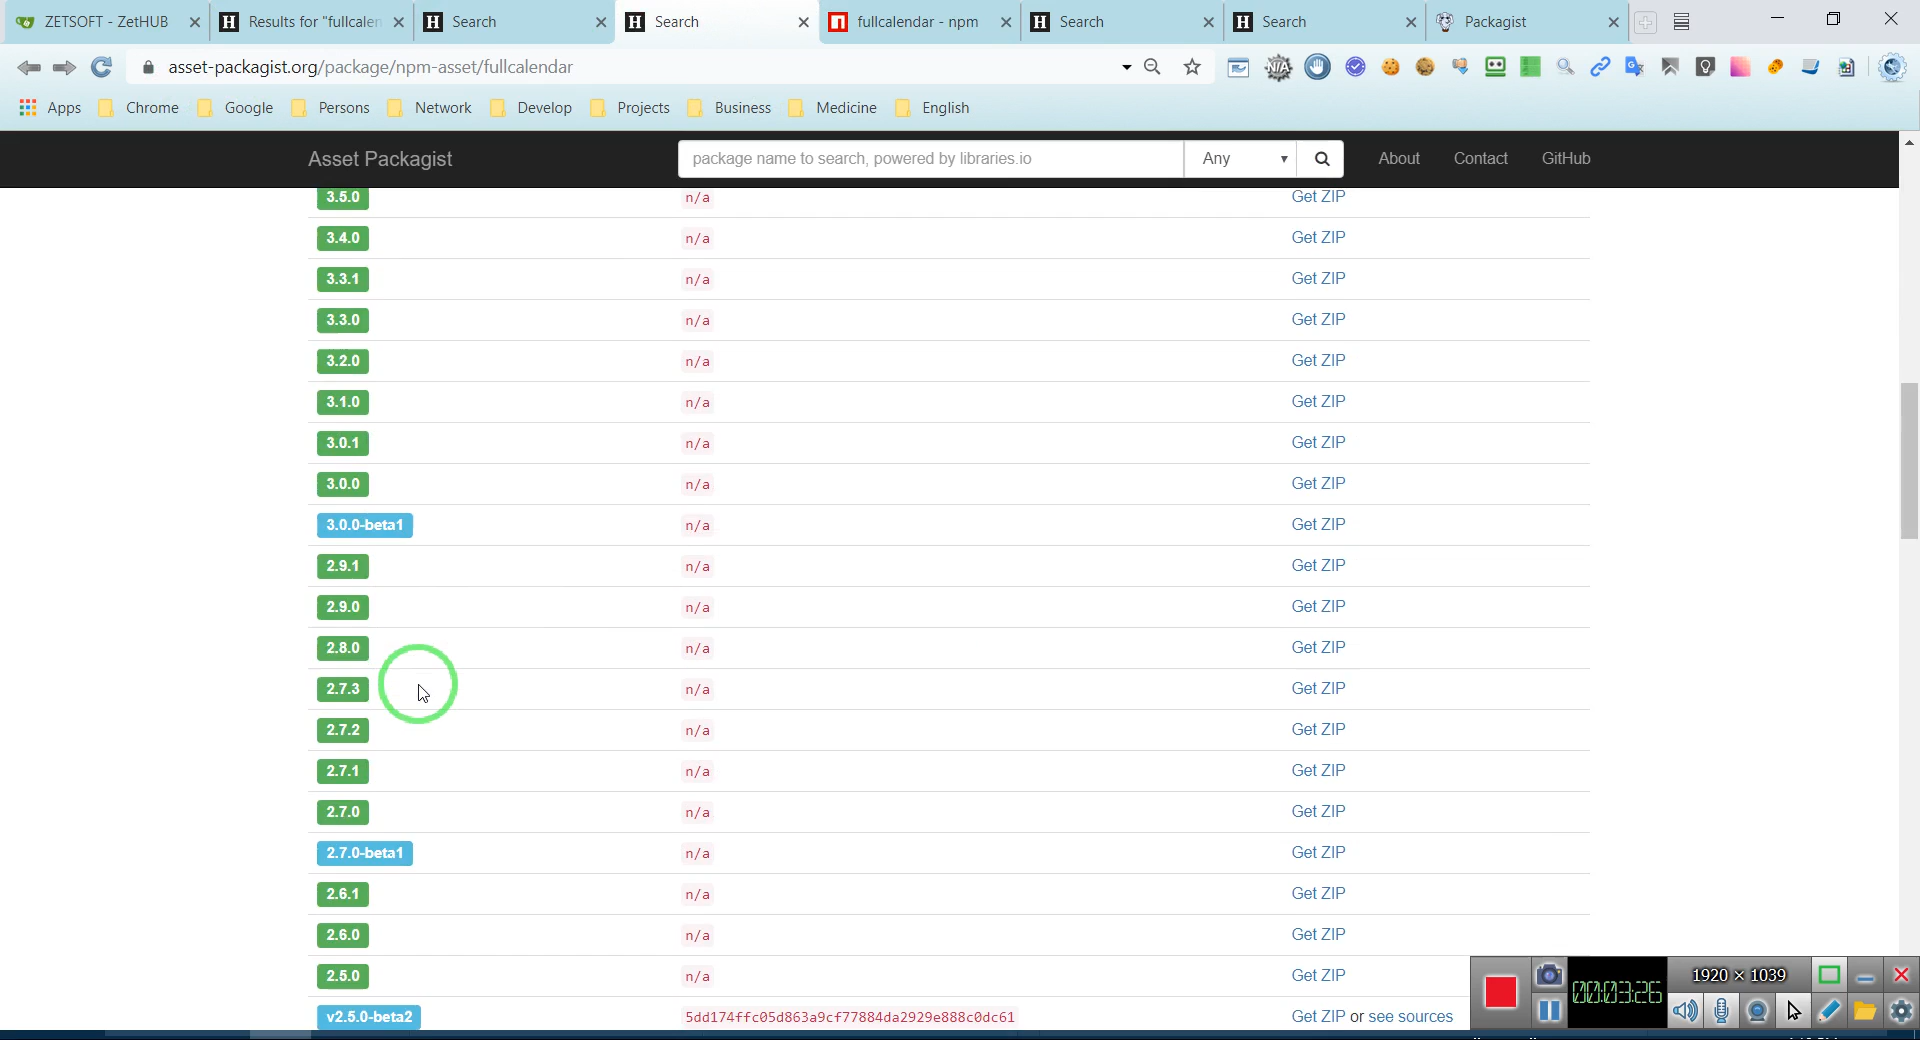 ZETSOFT - ZetHUB
Results for "fullcalen
Search
Search
fullcalendar - npm
Search
Search
Packagist
asset-packagist.org/package/npm-asset/fullcalendar
Apps
Chrome
Google
Persons
Network
Develop
Projects
Business
Medicine
English
Asset Packagist
package name to search, powered by libraries.io
Any
About
Contact
GitHub
3.5.0 n/a Get ZIP
3.4.0 n/a Get ZIP
3.3.1 n/a Get ZIP
3.3.0 n/a Get ZIP
3.2.0 n/a Get ZIP
3.1.0 n/a Get ZIP
3.0.1 n/a Get ZIP
3.0.0 n/a Get ZIP
3.0.0-beta1 n/a Get ZIP
2.9.1 n/a Get ZIP
2.9.0 n/a Get ZIP
2.8.0 n/a Get ZIP
2.7.3 n/a Get ZIP
2.7.2 n/a Get ZIP
2.7.1 n/a Get ZIP
2.7.0 n/a Get ZIP
2.7.0-beta1 n/a Get ZIP
2.6.1 n/a Get ZIP
2.6.0 n/a Get ZIP
2.5.0 n/a Get ZIP
v2.5.0-beta2 5dd174ffc05d863a9cf77884da2929e888c0dc61 Get ZIP or see sources
1920 × 1039
00:03:26